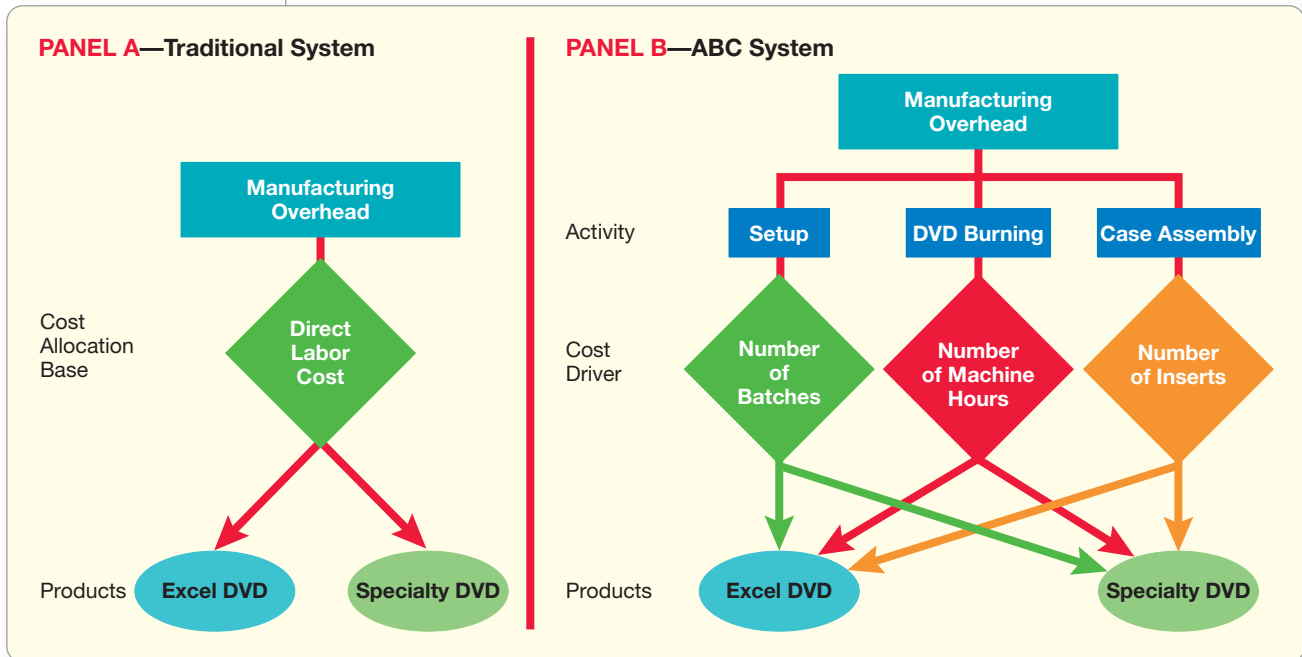 PANEL A—Traditional System
Manufacturing
Overhead
Cost
Allocation
Base
Direct
Labor
Cost
Products
Excel DVD
Specialty DVD
PANEL B—ABC System
Manufacturing
Overhead
Activity
Setup
DVD Burning
Case Assembly
Cost
Driver
Number
of
Batches
Number
of Machine
Hours
Number
of Inserts
Products
Excel DVD
Specialty DVD